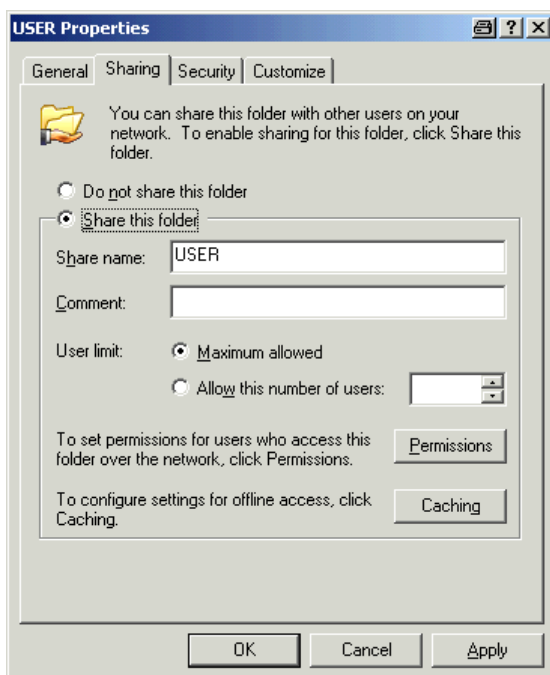 USER Properties
?
General Sharing Security Customize
You can share this folder with other users on your
network. To enable sharing for this folder, click Share this
folder.
Do not share this folder
Share this folder
Share name: USER
Comment:
User limit: Maximum allowed
Allow this number of users:
To set permissions for users who access this
folder over the network, click Permissions.
Permissions
To configure settings for offline access, click
Caching.
Caching
OK Cancel Apply